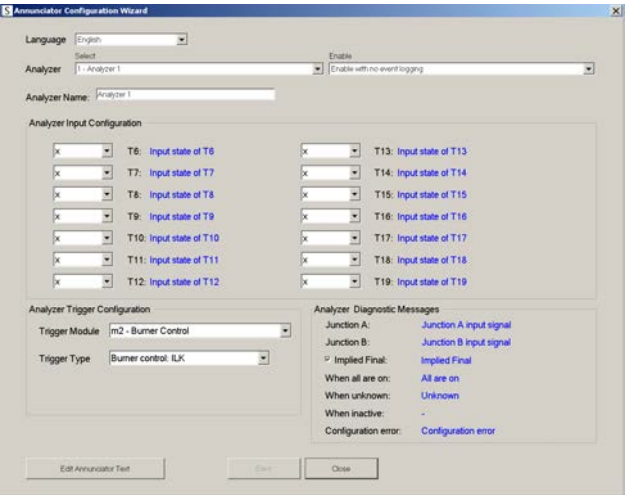 S Annunciator Configuration Wizard
Language English
Select Enable
Analyzer 1 - Analyzer 1 Enable with no event logging
Analyzer Name: Analyzer 1
Analyzer Input Configuration
x T6: Input state of T6 x T13: Input state of T13
x T7: Input state of T7 x T14: Input state of T14
x T8: Input state of T8 x T15: Input state of T15
x T9: Input state of T9 x T16: Input state of T16
x T10: Input state of T10 x T17: Input state of T17
x T11: Input state of T11 x T18: Input state of T18
x T12: Input state of T12 x T19: Input state of T19
Analyzer Trigger Configuration
Trigger Module m2 - Burner Control
Trigger Type Burner control: ILK
Analyzer Diagnostic Messages
Junction A: Junction A input signal
Junction B: Junction B input signal
Implied Final: Implied Final
When all are on: All are on
When unknown: Unknown
When inactive: -
Configuration error: Configuration error
Edit Annunciator Text Close